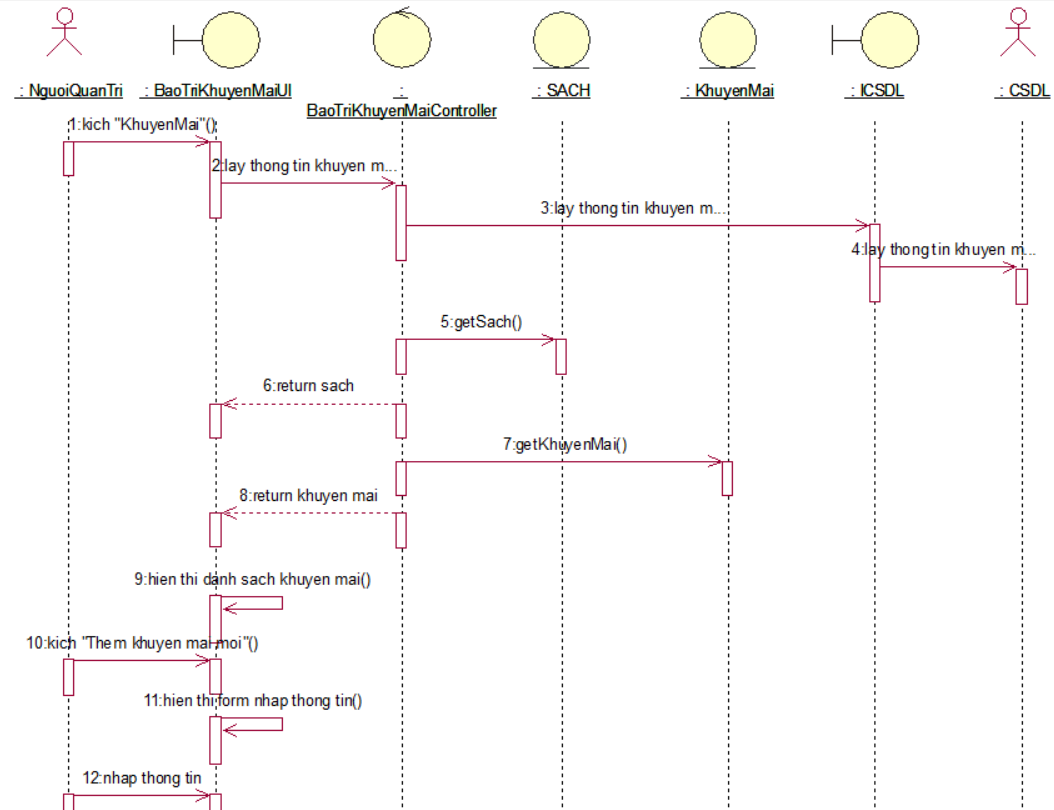 : NguoiQuanTri
: BaoTriKhuyenMaiUI
:
BaoTriKhuyenMaiController
: SACH
: KhuyenMai
: ICSDL
: CSDL
1:kich "KhuyenMai"()
2:lay thong tin khuyen m...
3:lay thong tin khuyen m...
4:lay thong tin khuyen m...
5:getSach()
6:return sach
7:getKhuyenMai()
8:return khuyen mai
9:hien thi danh sach khuyen mai()
10:kich "Them khuyen mai moi"()
11:hien thi form nhap thong tin()
12:nhap thong tin